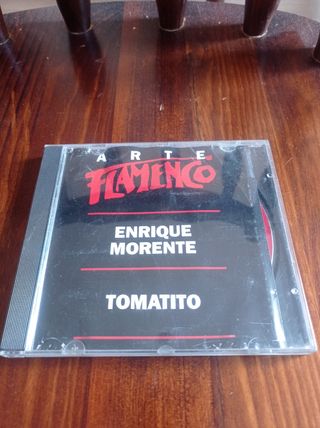 ARTE
FLAMENCO
ENRIQUE
MORENTE
TOMATITO